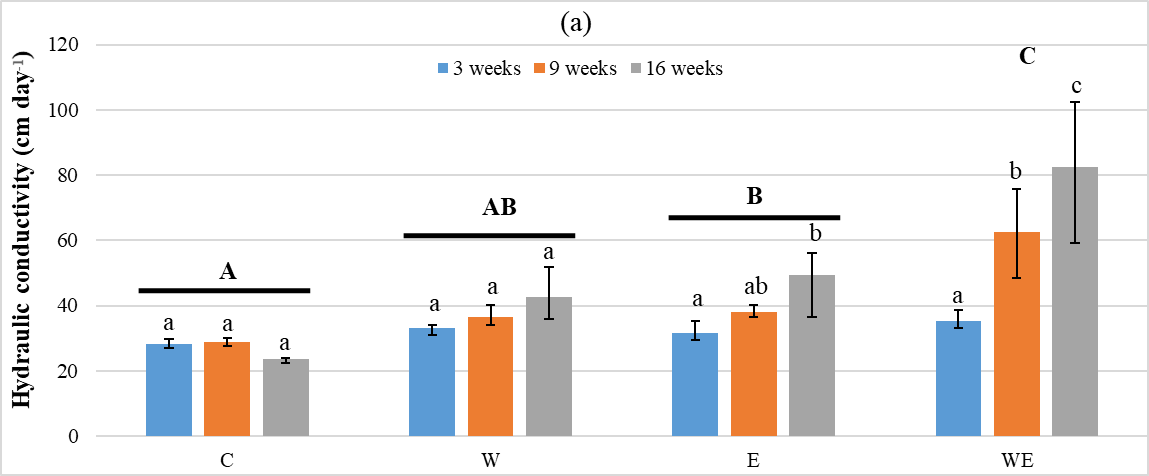 (a)
Hydraulic conductivity (cm day-1)
120
100
80
60
40
20
0
3 weeks 9 weeks 16 weeks
A
a a a
AB
a a a
B
a ab b
C
a b c
C W E WE